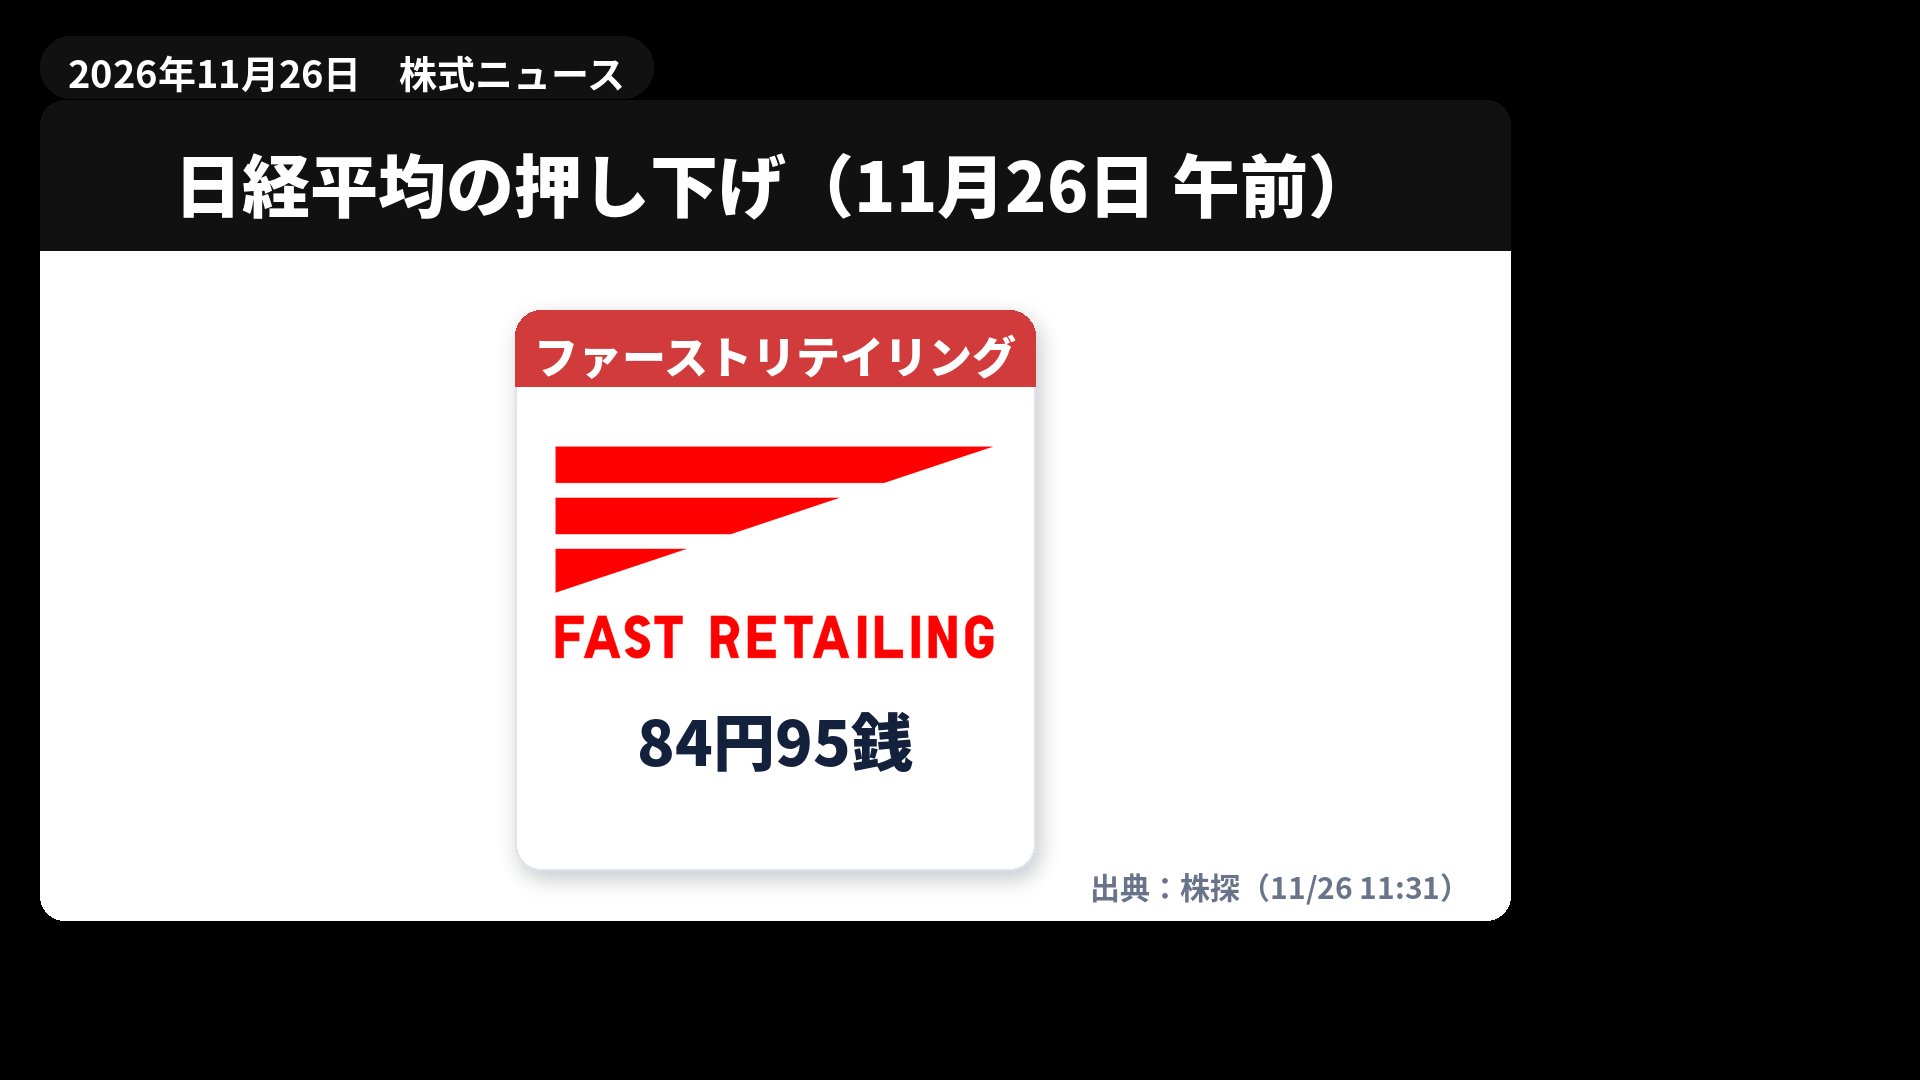 2026年11月26日　株式ニュース
日経平均の押し下げ（11月26日 午前）
ファーストリテイリング
FAST RETAILING
84円95銭
出典：株探（11/26 11:31）